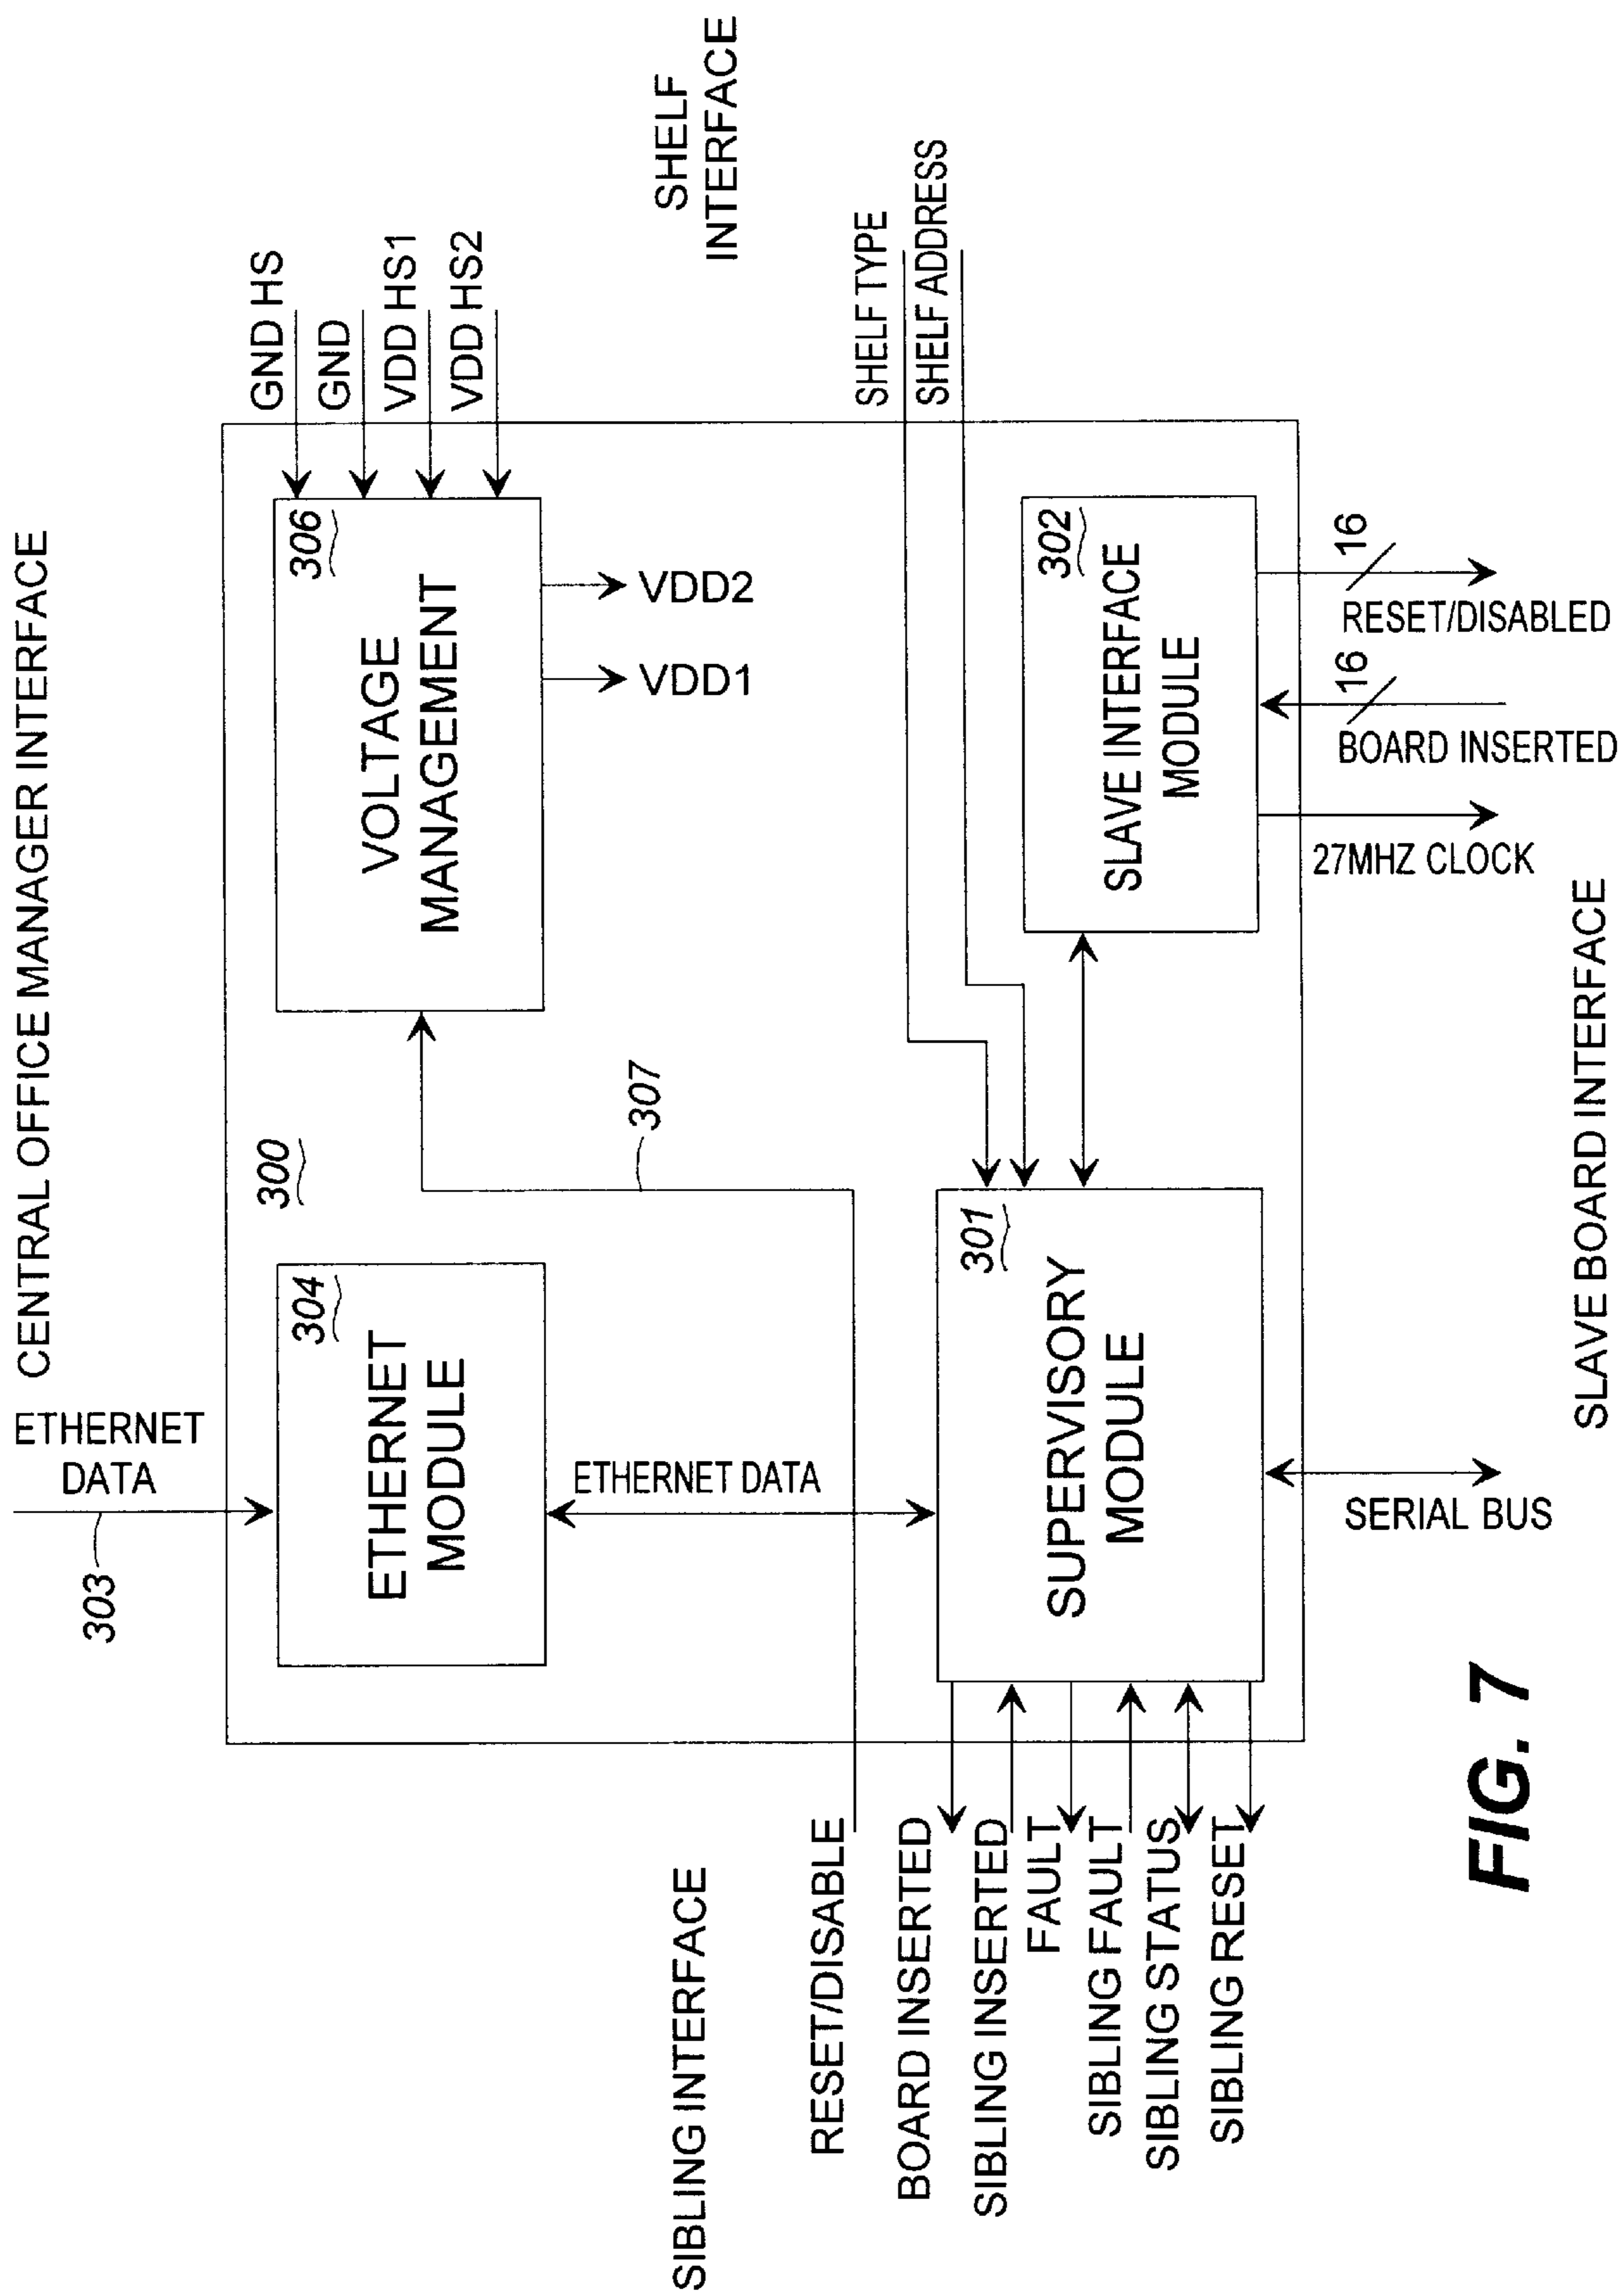 CENTRAL OFFICE MANAGER INTERFACE
ETHERNET
DATA
303
300
304
ETHERNET
MODULE
306
VOLTAGE
MANAGEMENT
GND HS
GND
VDD HS1
VDD HS2
VDD1
VDD2
SHELF
INTERFACE
ETHERNET DATA
307
SIBLING INTERFACE
RESET/DISABLE
BOARD INSERTED
SIBLING INSERTED
FAULT
SIBLING FAULT
SIBLING STATUS
SIBLING RESET
301
SUPERVISORY
MODULE
SHELF TYPE
SHELF ADDRESS
302
SLAVE INTERFACE
MODULE
SERIAL BUS
27MHZ CLOCK
16
BOARD INSERTED
16
RESET/DISABLED
SLAVE BOARD INTERFACE
FIG. 7